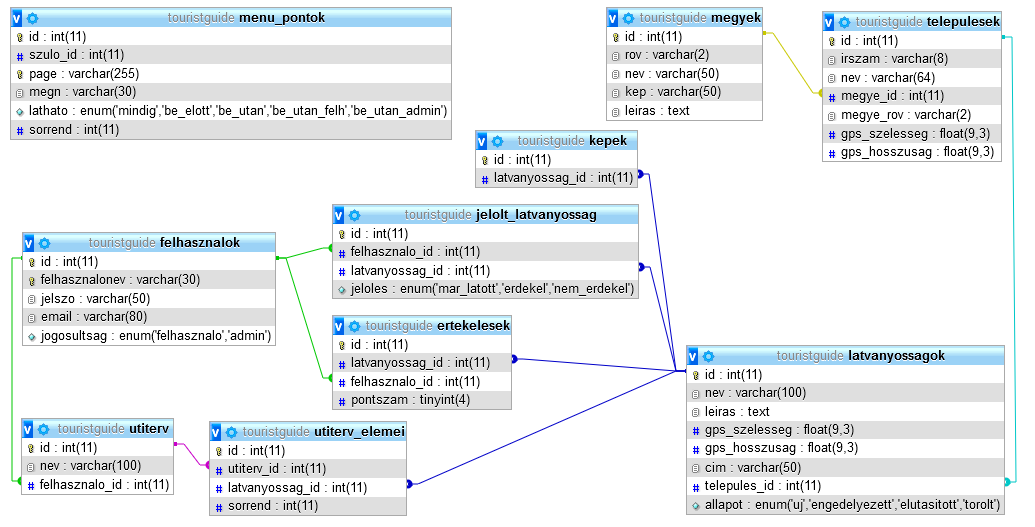 touristguide menu_pontok
id : int(11)
szulo_id : int(11)
page : varchar(255)
megn : varchar(30)
lathato : enum('mindig','be_elott','be_utan','be_utan_felh','be_utan_admin')
sorrend : int(11)
touristguide megyek
id : int(11)
rov : varchar(2)
nev : varchar(50)
kep : varchar(50)
leiras : text
touristguide telepulesek
id : int(11)
irszam : varchar(8)
nev : varchar(64)
megye_id : int(11)
megye_rov : varchar(2)
gps_szelesseg : float(9,3)
gps_hosszusag : float(9,3)
touristguide kepek
id : int(11)
latvanyossag_id : int(11)
touristguide jelolt_latvanyossag
id : int(11)
felhasznalo_id : int(11)
latvanyossag_id : int(11)
jeloles : enum('mar_latott','erdekel','nem_erdekel')
touristguide felhasznalok
id : int(11)
felhasznalonev : varchar(30)
jelszo : varchar(50)
email : varchar(80)
jogosultsag : enum('felhasznalo','admin')
touristguide ertekelesek
id : int(11)
latvanyossag_id : int(11)
felhasznalo_id : int(11)
pontszam : tinyint(4)
touristguide latvanyossagok
id : int(11)
nev : varchar(100)
leiras : text
gps_szelesseg : float(9,3)
gps_hosszusag : float(9,3)
cim : varchar(50)
telepules_id : int(11)
allapot : enum('uj','engedelyezett','elutasitott','torolt')
touristguide utiterv
id : int(11)
nev : varchar(100)
felhasznalo_id : int(11)
touristguide utiterv_elemei
id : int(11)
utiterv_id : int(11)
latvanyossag_id : int(11)
sorrend : int(11)